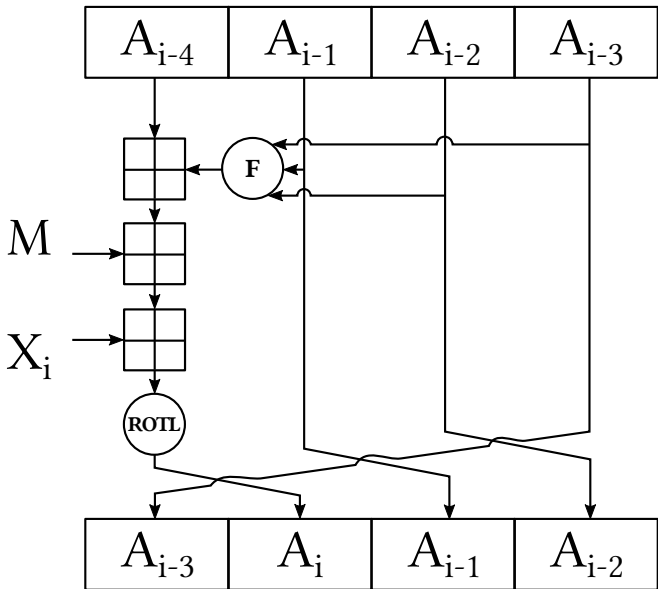 A_{i-4} A_{i-1} A_{i-2} A_{i-3}
F
M
X_i
ROTL
A_{i-3} A_i A_{i-1} A_{i-2}